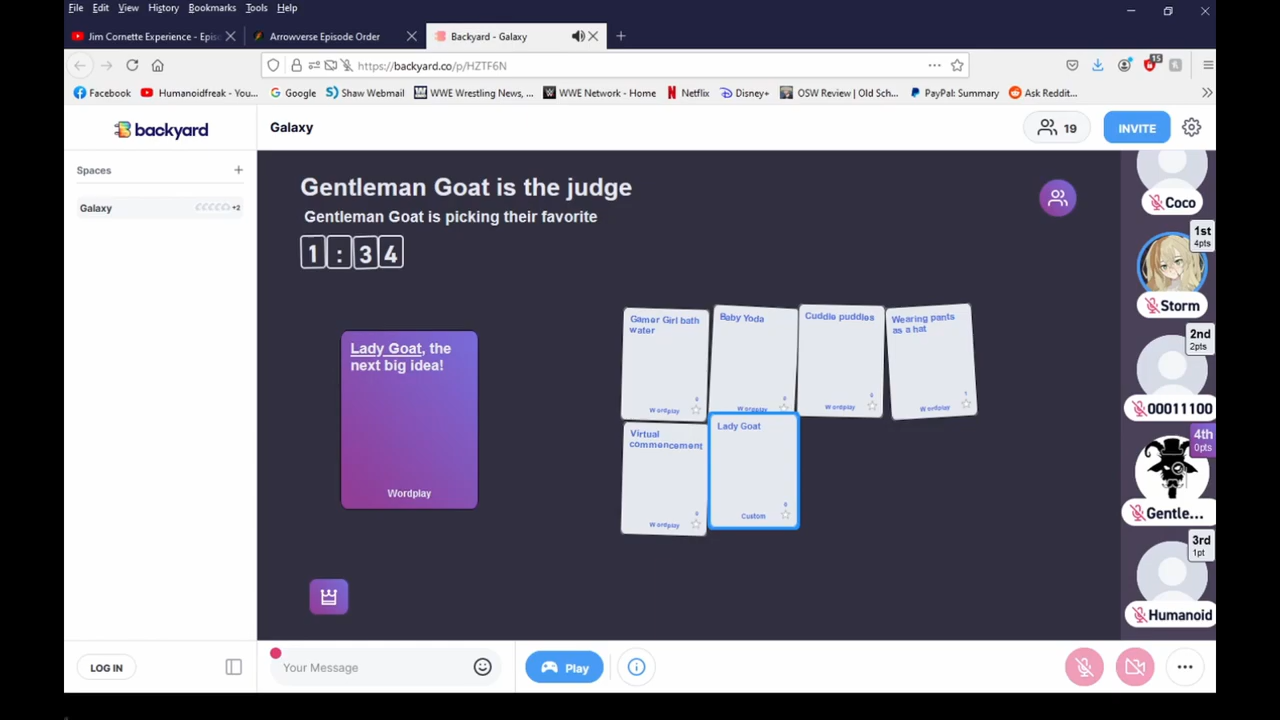 File Edit View History Bookmarks Tools Help
Jim Cornette Experience - Epis
Arrowverse Episode Order
Backyard - Galaxy
https://backyard.co/p/HZTF6N
Facebook
Humanoidfreak - You...
Google
Shaw Webmail
WWE Wrestling News, ...
WWE Network - Home
Netflix
Disney+
OSW Review | Old Sch...
PayPal: Summary
Ask Reddit...
15
backyard
Galaxy
19
INVITE
Spaces
Galaxy
+2
Gentleman Goat is the judge
Gentleman Goat is picking their favorite
1 : 3 4
Lady Goat, the
next big idea!
Wordplay
Gamer Girl bath
water
Wordplay
Baby Yoda
Wordplay
Cuddle puddles
Wordplay
Wearing pants
as a hat
Wordplay
Virtual
commencement
Wordplay
Lady Goat
Custom
Coco
1st
4pts
Storm
2nd
2pts
00011100
4th
0pts
Gentle...
3rd
1pt
Humanoid
LOG IN
Your Message
Play